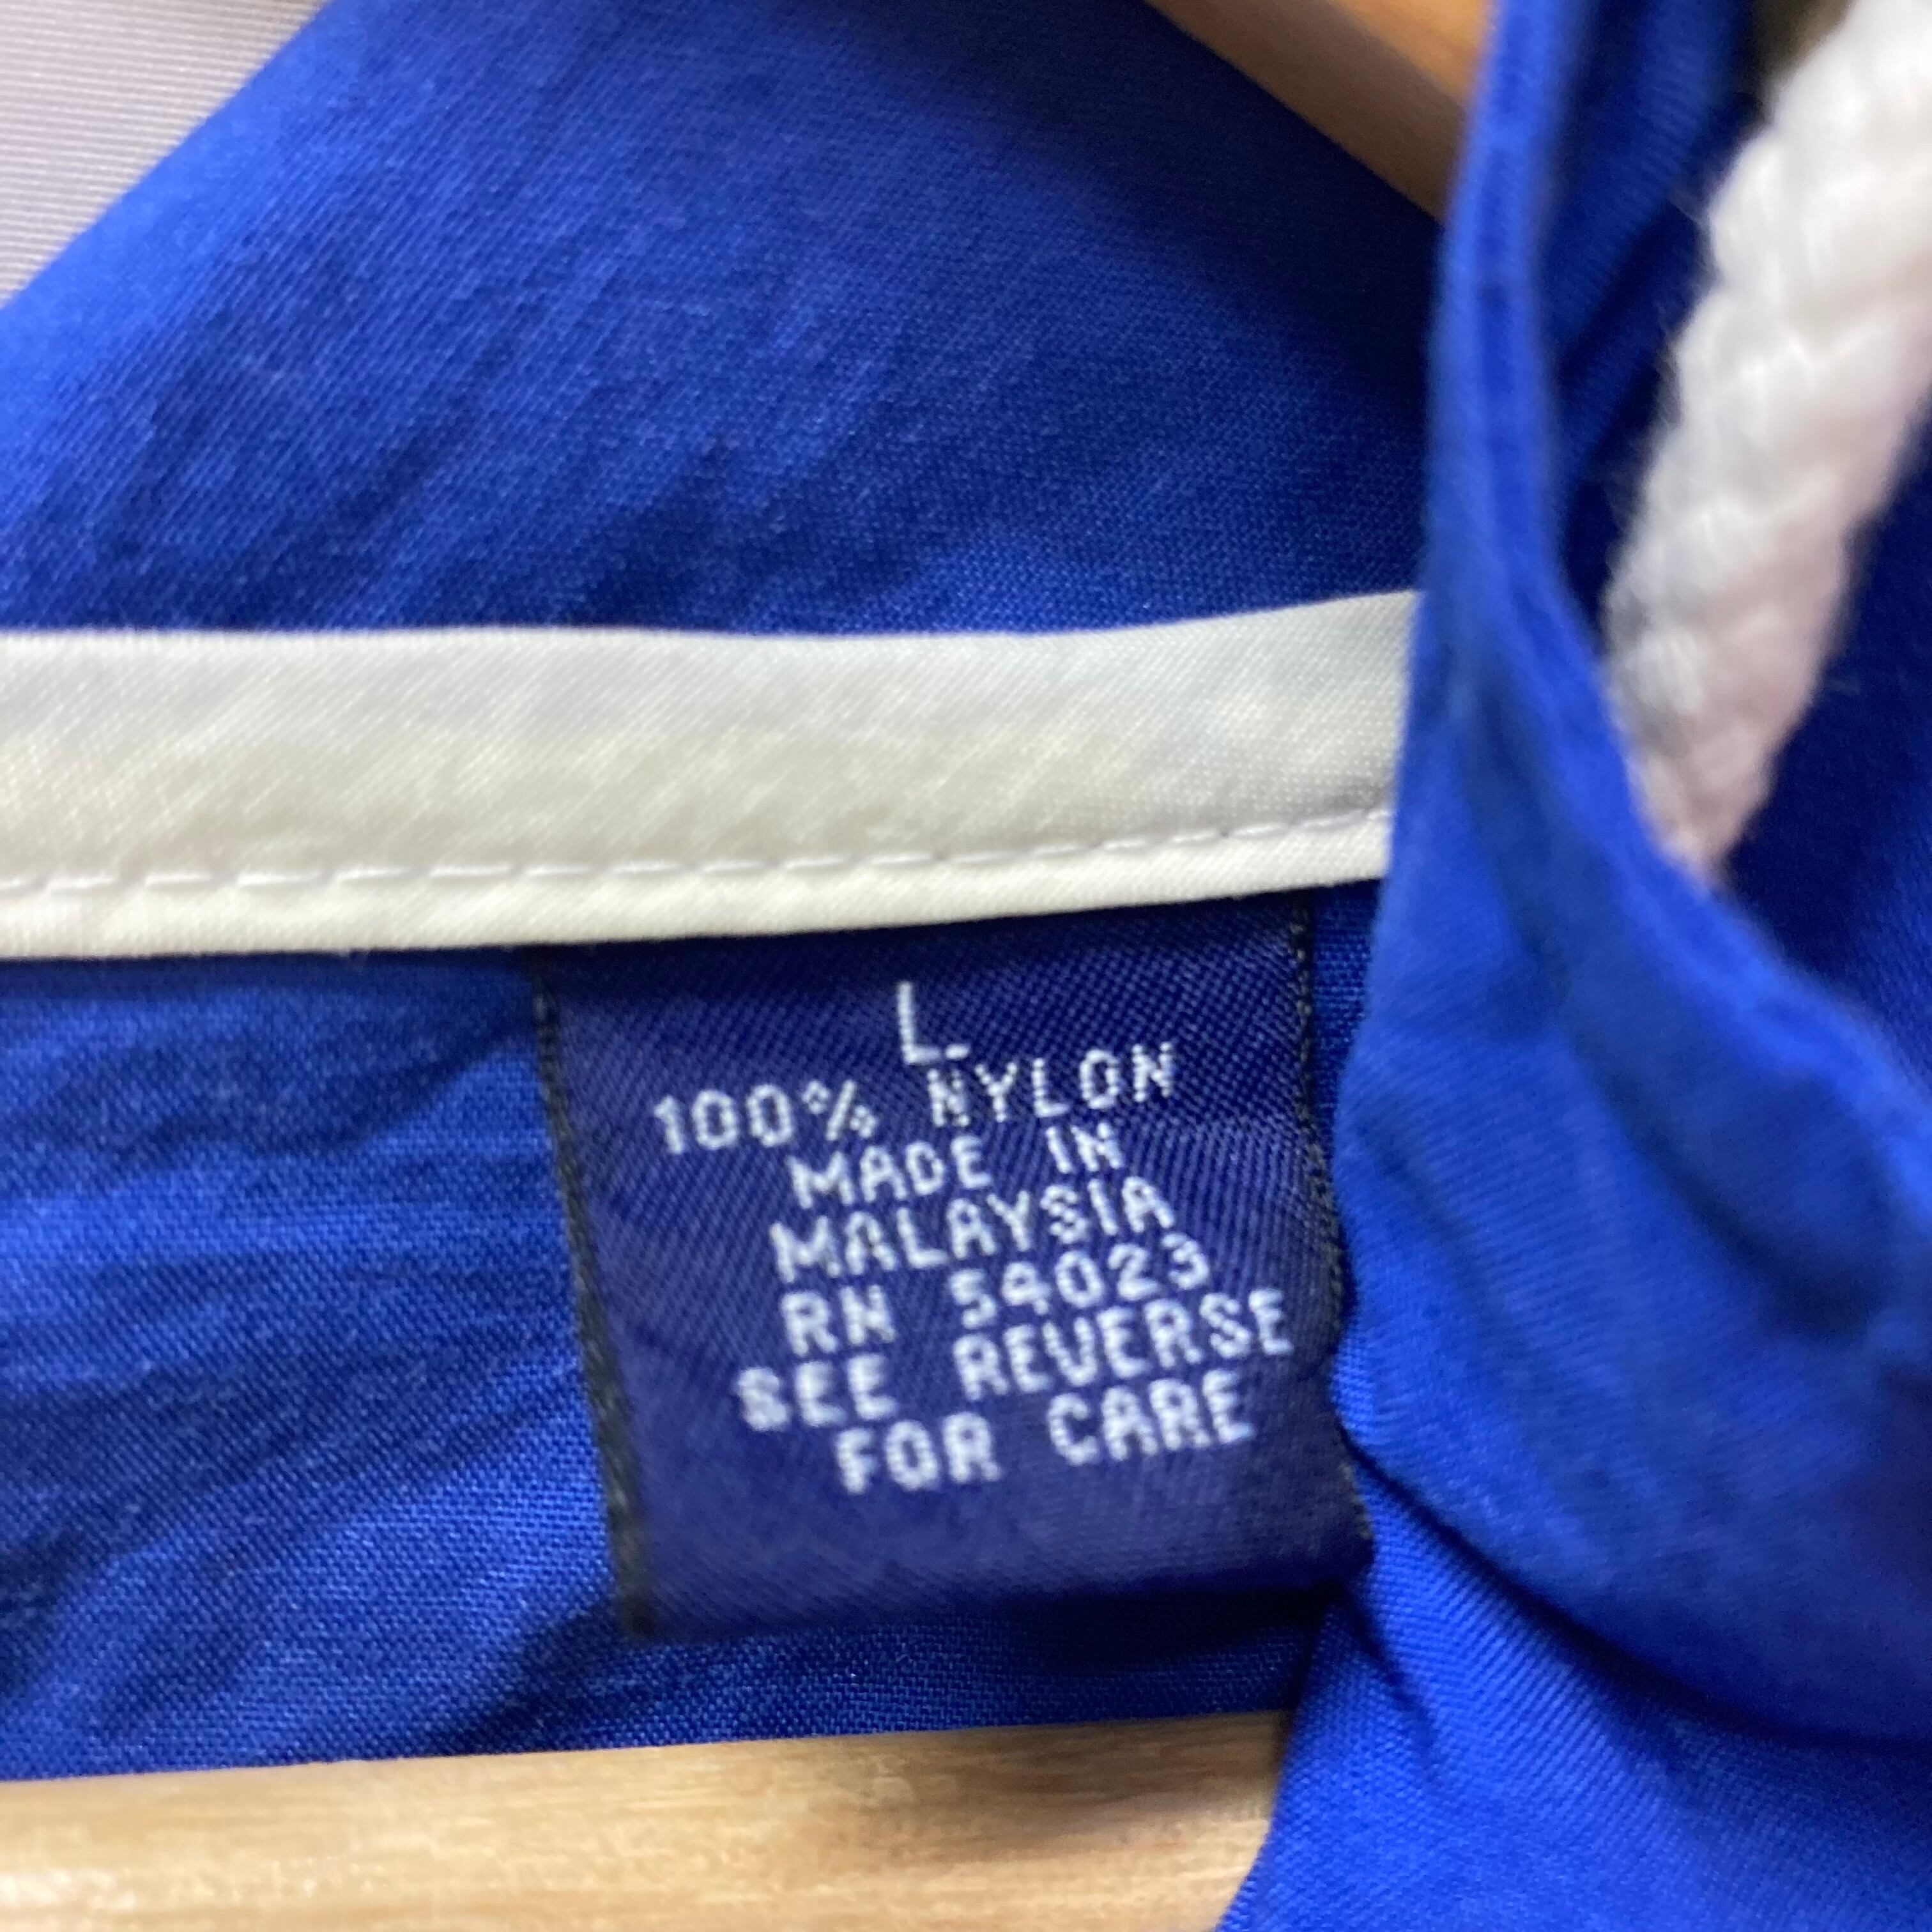 L.
100% NYLON
MADE IN
MALAYSIA
RN 54023
SEE REVERSE
FOR CARE